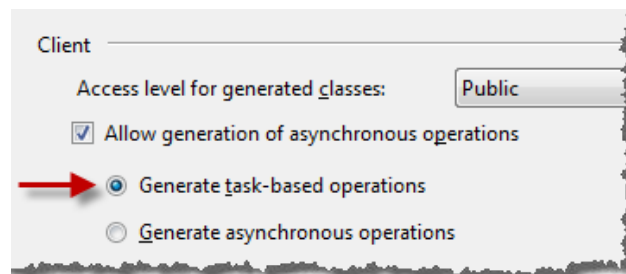 Client
Access level for generated classes: Public
Allow generation of asynchronous operations
Generate task-based operations
Generate asynchronous operations